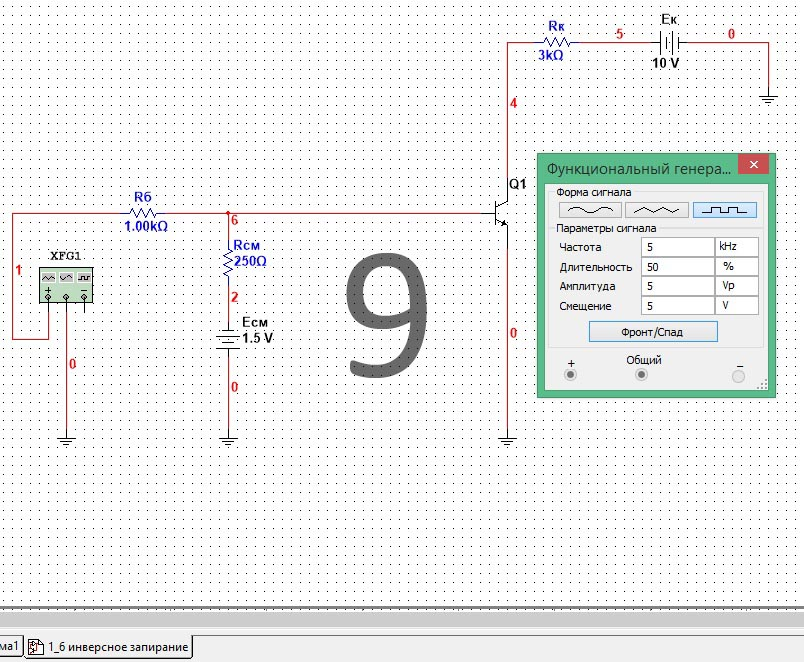 Rк
3kΩ
5
Eк
10 V
0
4
Q1
Rб
1.00kΩ
6
Rсм
250Ω
2
Eсм
1.5 V
0
XFG1
1
0
0
9
Функциональный генера...
Форма сигнала
Параметры сигнала
Частота 5 kHz
Длительность 50 %
Амплитуда 5 Vp
Смещение 5 V
Фронт/Спад
+ Общий −
ма1 1_6 инверсное запирание